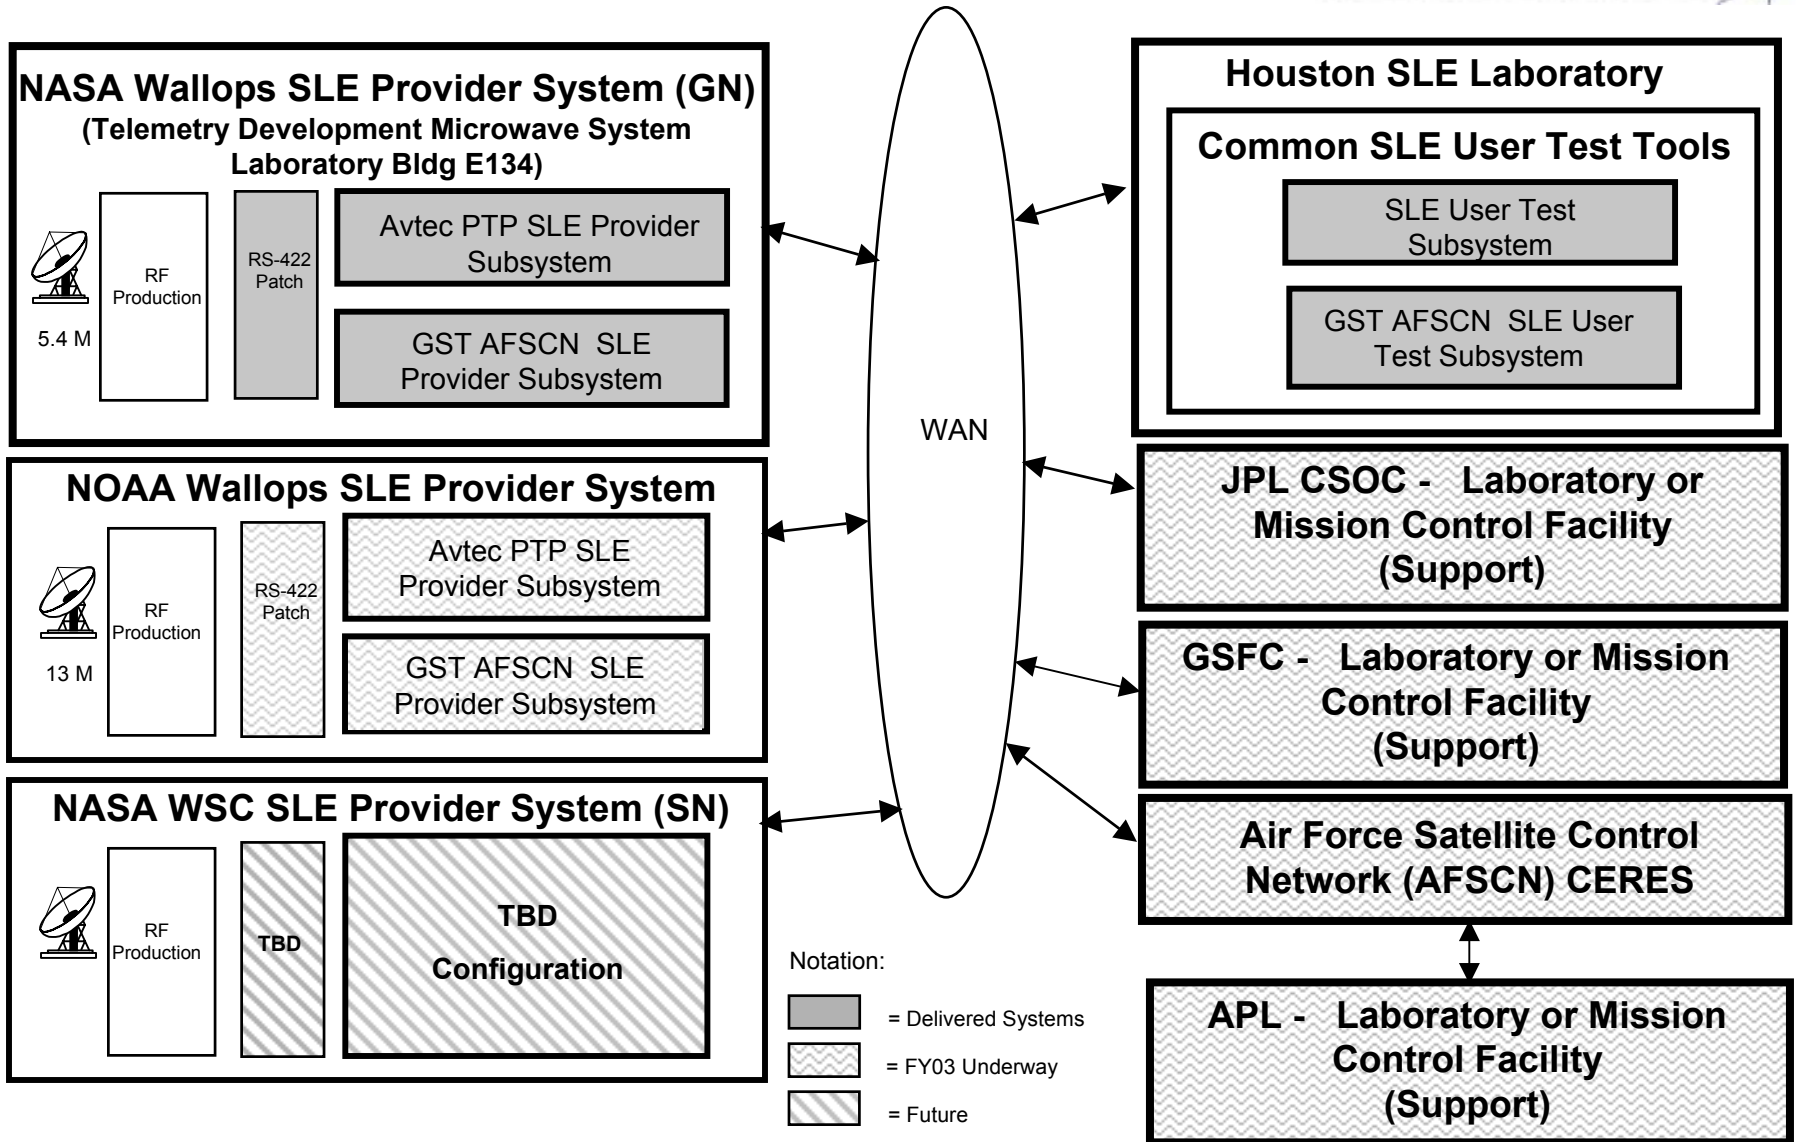 NASA Wallops SLE Provider System (GN)
(Telemetry Development Microwave System
Laboratory Bldg E134)
5.4 M
RF
Production
RS-422
Patch
Avtec PTP SLE Provider
Subsystem
GST AFSCN SLE
Provider Subsystem
NOAA Wallops SLE Provider System
13 M
RF
Production
RS-422
Patch
Avtec PTP SLE
Provider Subsystem
GST AFSCN SLE
Provider Subsystem
NASA WSC SLE Provider System (SN)
RF
Production
TBD
TBD
Configuration
WAN
Houston SLE Laboratory
Common SLE User Test Tools
SLE User Test
Subsystem
GST AFSCN SLE User
Test Subsystem
JPL CSOC - Laboratory or
Mission Control Facility
(Support)
GSFC - Laboratory or Mission
Control Facility
(Support)
Air Force Satellite Control
Network (AFSCN) CERES
APL - Laboratory or Mission
Control Facility
(Support)
Notation:
= Delivered Systems
= FY03 Underway
= Future